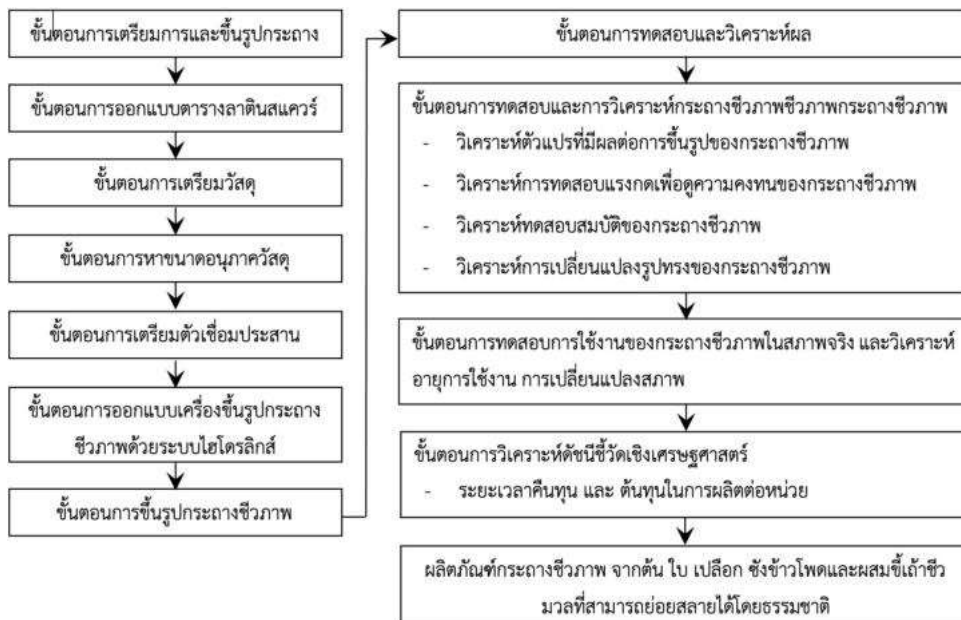 ขั้นตอนการเตรียมการและขึ้นรูปกระถาง
ขั้นตอนการออกแบบตารางลาตินสแควร์
ขั้นตอนการเตรียมวัสดุ
ขั้นตอนการหาขนาดอนุภาควัสดุ
ขั้นตอนการเตรียมตัวเชื่อมประสาน
ขั้นตอนการออกแบบเครื่องขึ้นรูปกระถาง
ชีวภาพด้วยระบบไฮโดรลิกส์
ขั้นตอนการขึ้นรูปกระถางชีวภาพ
ขั้นตอนการทดสอบและวิเคราะห์ผล
ขั้นตอนการทดสอบและการวิเคราะห์กระถางชีวภาพชีวภาพกระถางชีวภาพ
- วิเคราะห์ตัวแปรที่มีผลต่อการขึ้นรูปของกระถางชีวภาพ
- วิเคราะห์การทดสอบแรงกดเพื่อดูความคงทนของกระถางชีวภาพ
- วิเคราะห์ทดสอบสมบัติของกระถางชีวภาพ
- วิเคราะห์การเปลี่ยนแปลงรูปทรงของกระถางชีวภาพ
ขั้นตอนการทดสอบการใช้งานของกระถางชีวภาพในสภาพจริง และวิเคราะห์
อายุการใช้งาน การเปลี่ยนแปลงสภาพ
ขั้นตอนการวิเคราะห์ดัชนีชี้วัดเชิงเศรษฐศาสตร์
- ระยะเวลาคืนทุน และ ต้นทุนในการผลิตต่อหน่วย
ผลิตภัณฑ์กระถางชีวภาพ จากต้น ใบ เปลือก ซังข้าวโพดและผสมขี้เถ้าชีว
มวลที่สามารถย่อยสลายได้โดยธรรมชาติ